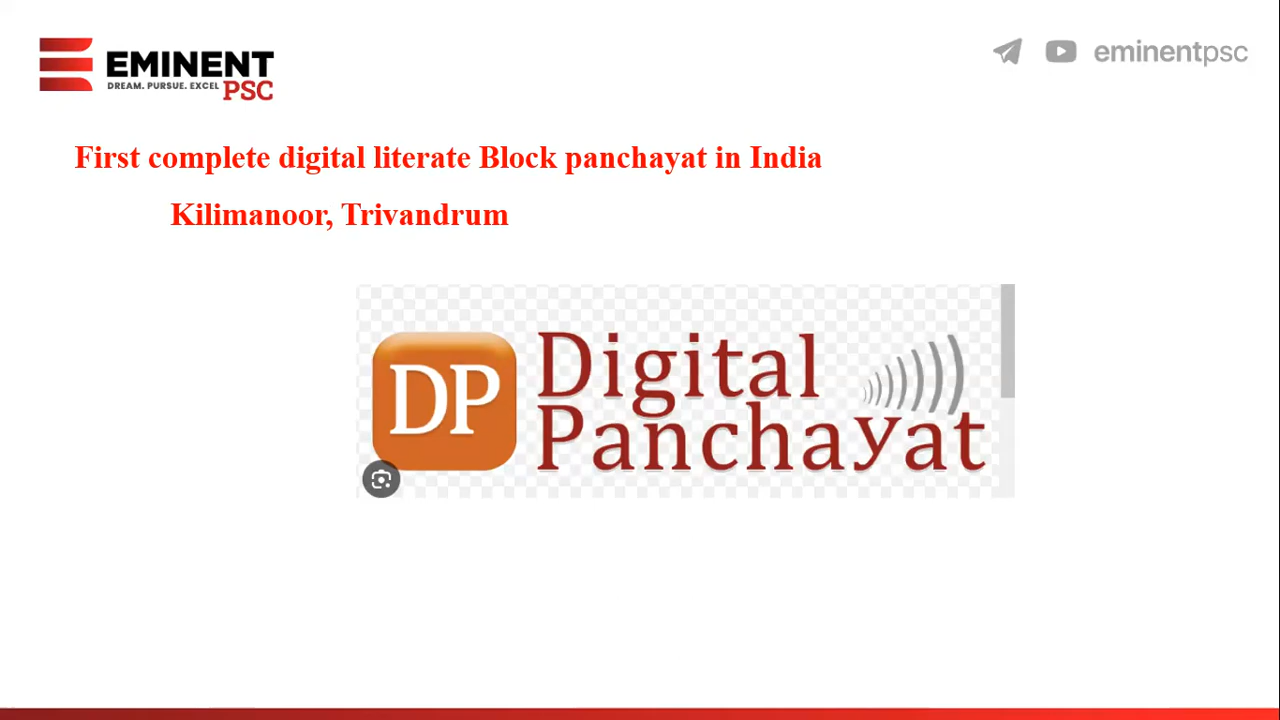 EMINENT
DREAM. PURSUE. EXCEL PSC
eminentpsc
First complete digital literate Block panchayat in India
Kilimanoor, Trivandrum
DP
Digital
Panchayat